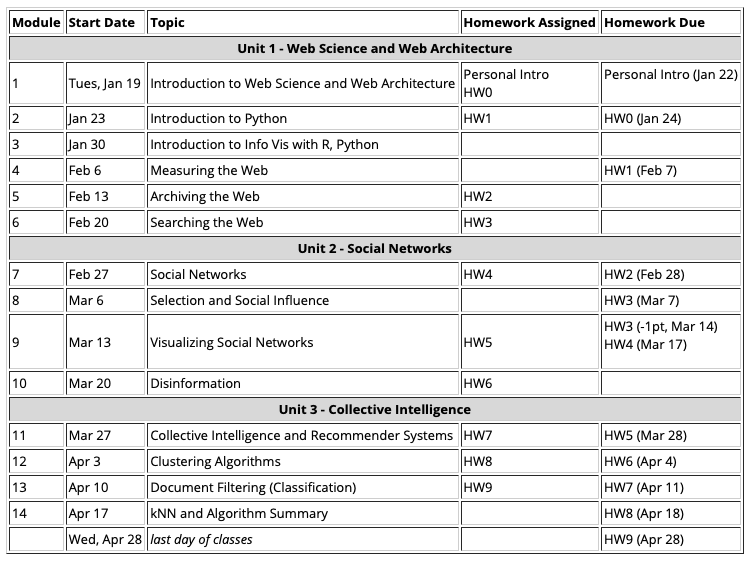 Module Start Date Topic Homework Assigned Homework Due
Unit 1 - Web Science and Web Architecture
1 Tues, Jan 19 Introduction to Web Science and Web Architecture Personal Intro Personal Intro (Jan 22)
HW0
2 Jan 23 Introduction to Python HW1 HW0 (Jan 24)
3 Jan 30 Introduction to Info Vis with R, Python
4 Feb 6 Measuring the Web HW1 (Feb 7)
5 Feb 13 Archiving the Web HW2
6 Feb 20 Searching the Web HW3
Unit 2 - Social Networks
7 Feb 27 Social Networks HW4 HW2 (Feb 28)
8 Mar 6 Selection and Social Influence HW3 (Mar 7)
9 Mar 13 Visualizing Social Networks HW5 HW3 (-1pt, Mar 14)
HW4 (Mar 17)
10 Mar 20 Disinformation HW6
Unit 3 - Collective Intelligence
11 Mar 27 Collective Intelligence and Recommender Systems HW7 HW5 (Mar 28)
12 Apr 3 Clustering Algorithms HW8 HW6 (Apr 4)
13 Apr 10 Document Filtering (Classification) HW9 HW7 (Apr 11)
14 Apr 17 kNN and Algorithm Summary HW8 (Apr 18)
Wed, Apr 28 last day of classes HW9 (Apr 28)